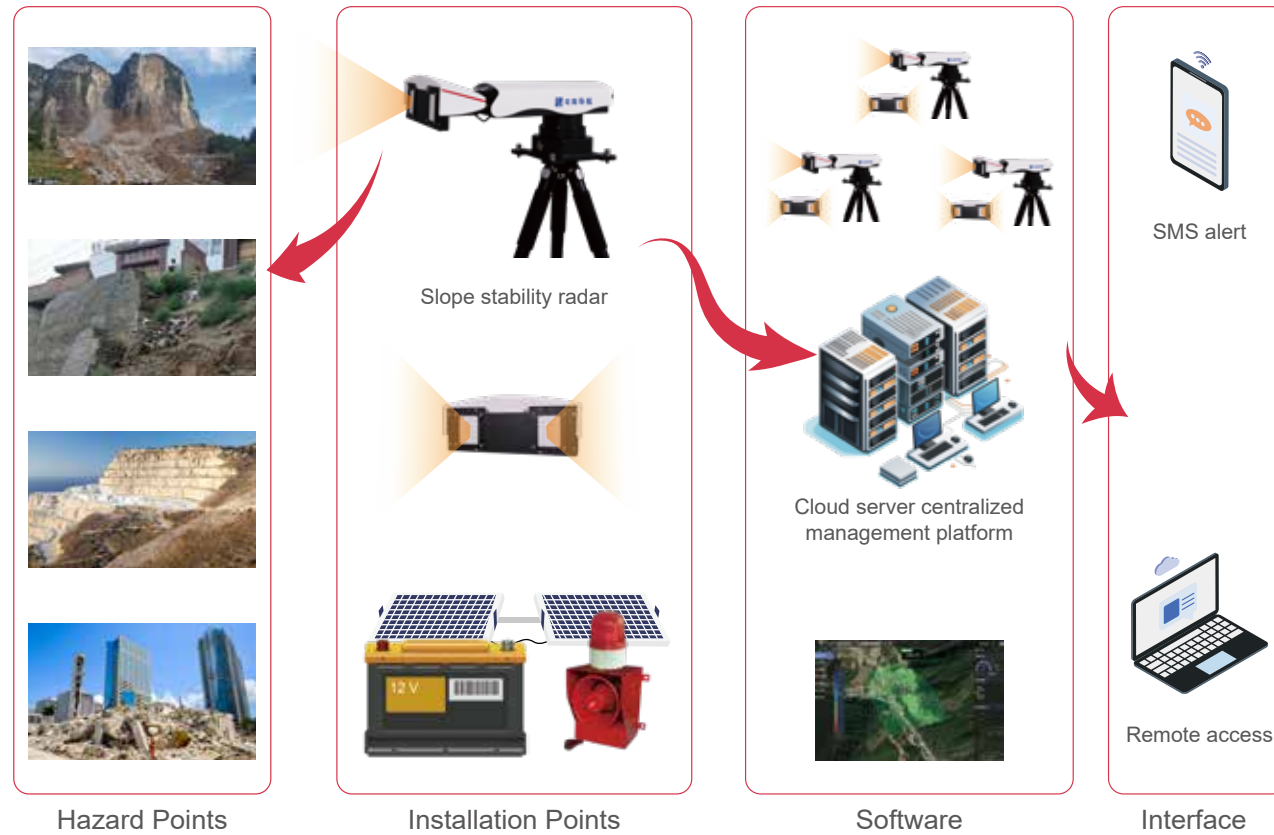 Slope stability radar
12 V
Hazard Points
Installation Points
Cloud server centralized
management platform
Software
SMS alert
Remote access
Interface